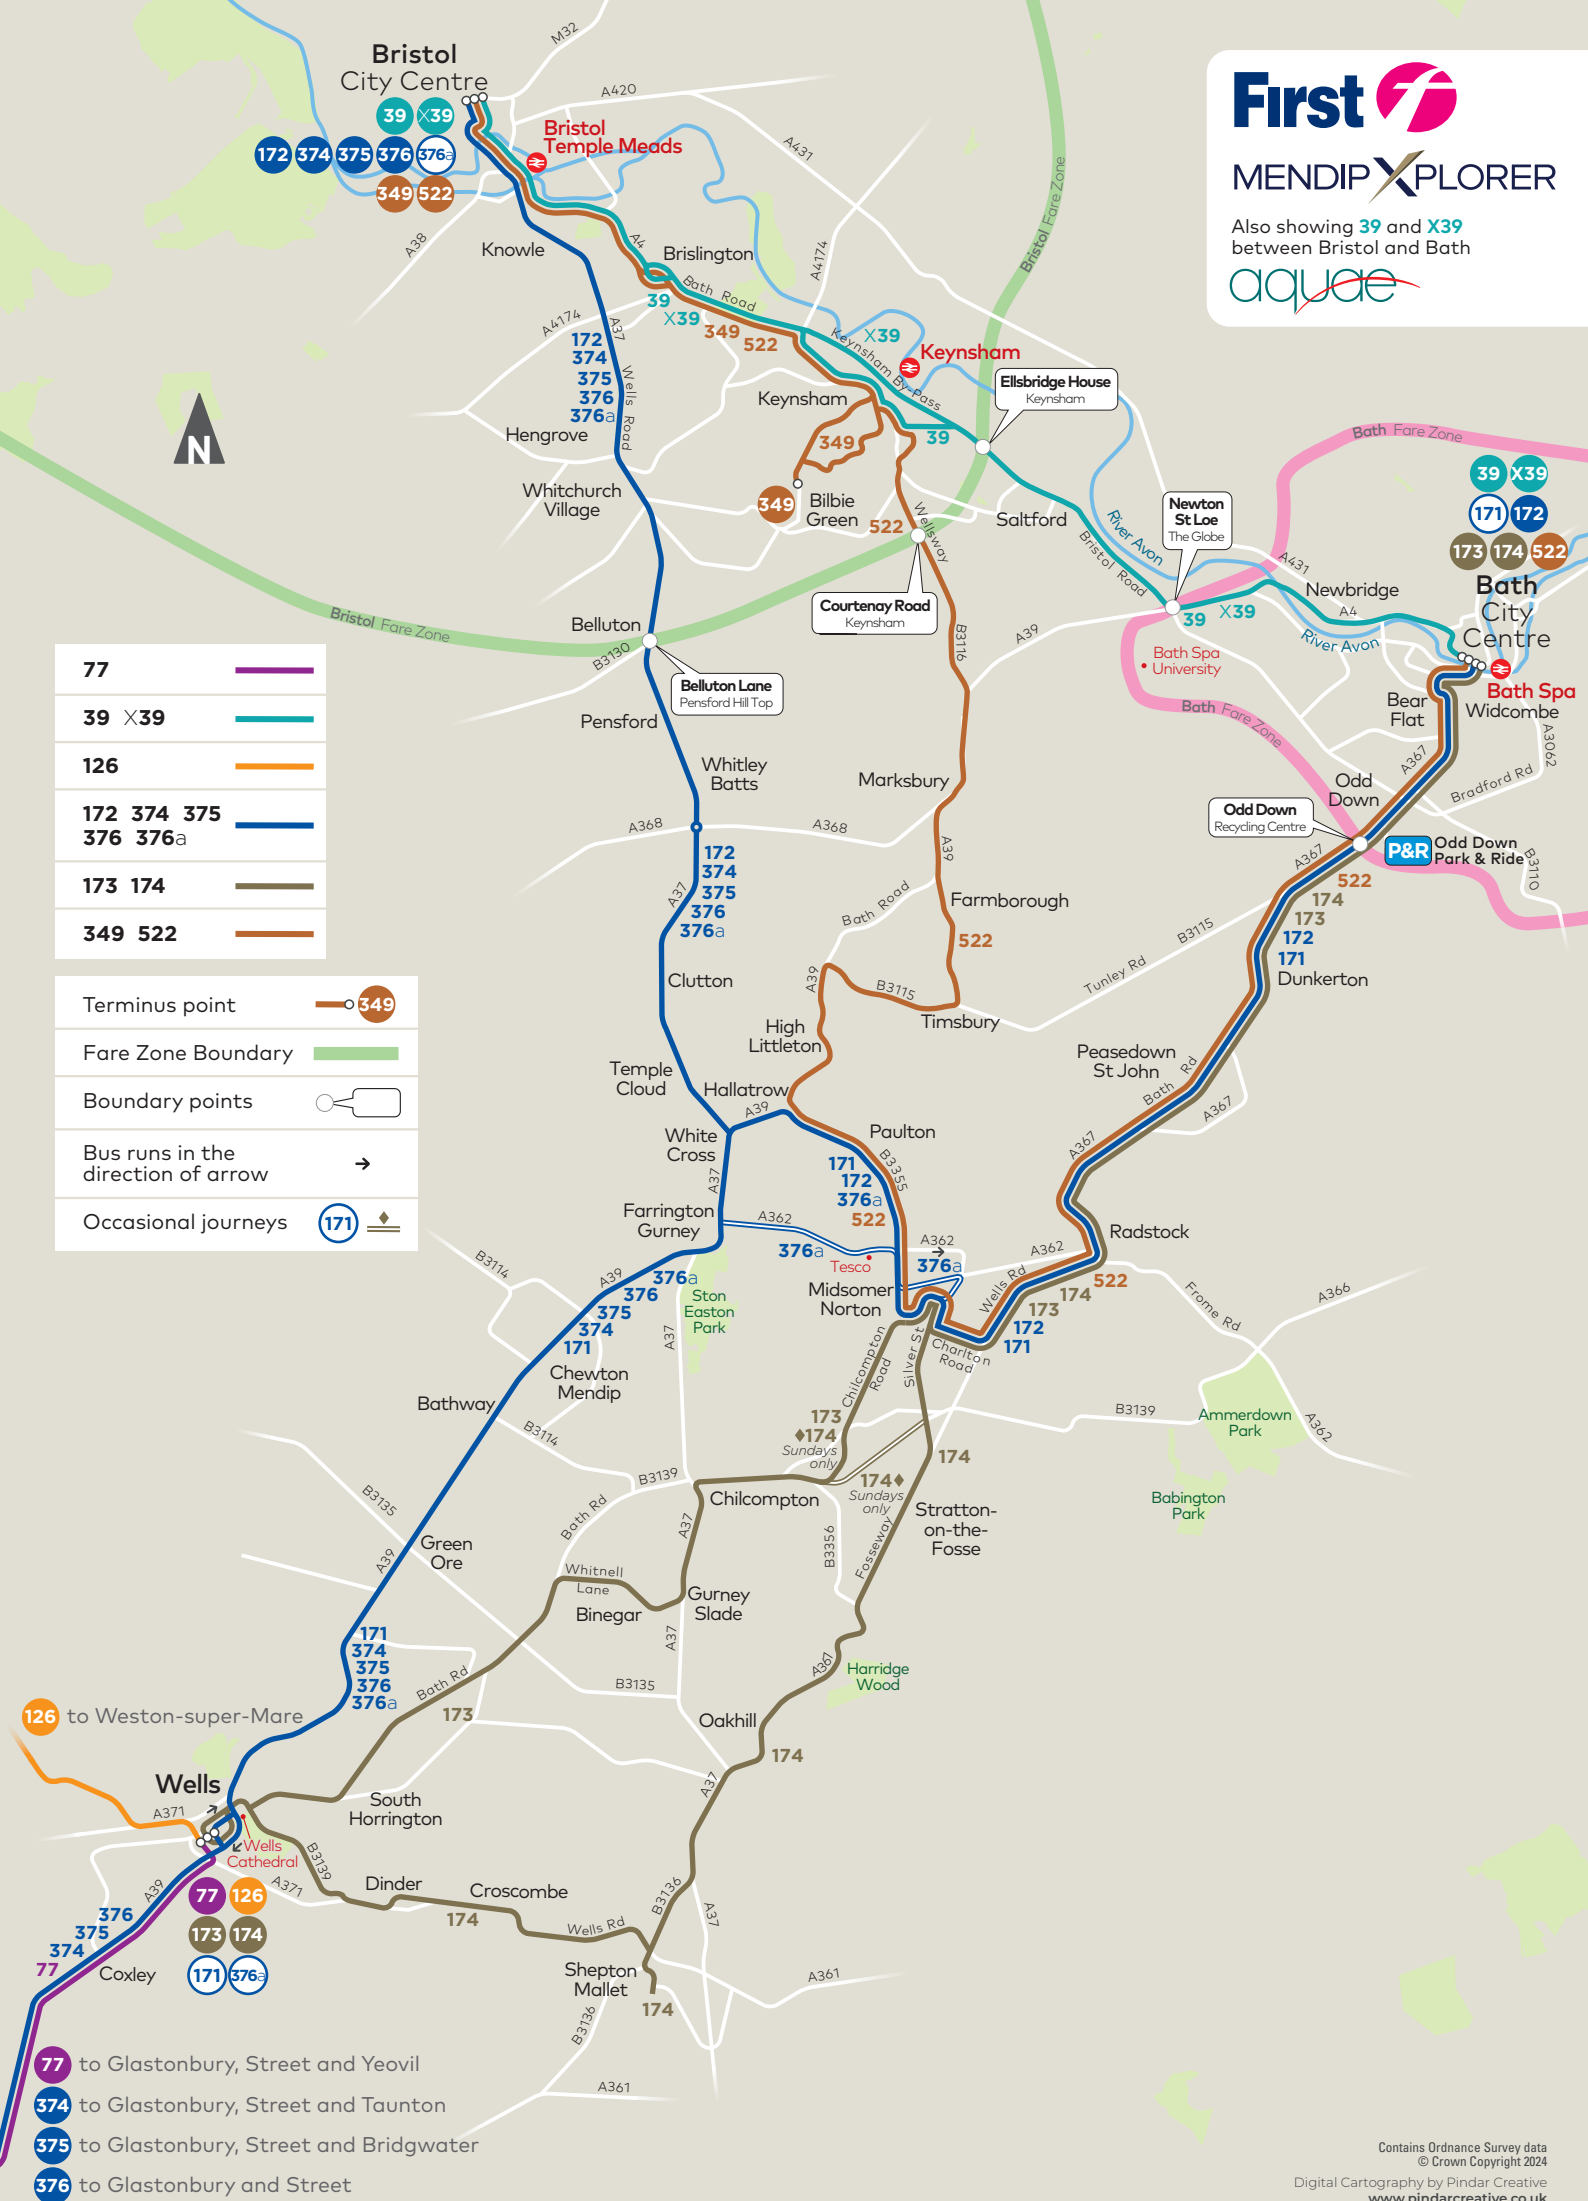 Bristol
City Centre
39 X39
172 374 375 376 376a
349 522
M32
A420
Bristol
Temple Meads
A431
A38
Knowle
A4
Brislington
A4174
Bristol Fare Zone
First
MENDIP XPLORER
Also showing 39 and X39
between Bristol and Bath
aquae
Bath Road
39
X39
349
522
A4174
A37
172
374
375
376
376a
Wells Road
Keynsham By-Pass
X39
Keynsham
Ellsbridge House
Keynsham
Keynsham
349
39
Hengrove
N
Whitchurch
Village
349
Bilbie
Green
522
Wellsway
Saltford
Bath Fare Zone
39 X39
171 172
173 174 522
Bath
City
Centre
Newton
St Loe
The Globe
River Avon
Bristol Road
A431
Newbridge
A4
39 X39
River Avon
Courtenay Road
Keynsham
B3116
A39
Bath Spa
University
Bath Spa
Bear
Flat
Widcombe
Bristol Fare Zone
Belluton
B3130
Belluton Lane
Pensford Hill Top
Pensford
Bath Fare Zone
A3062
A367
Bradford Rd
Whitley
Batts
Marksbury
Odd
Down
Odd Down
Recycling Centre
P&R Odd Down
Park & Ride
B3110
A368
A368
A39
A367
77
39 X39
126
172 374 375
376 376a
173 174
349 522
172
374
375
376
376a
A37
Bath Road
Farmborough
522
522
174
173
172
171
B3115
Tunley Rd
Dunkerton
Clutton
A39
B3115
Timsbury
High
Littleton
Terminus point 349
Fare Zone Boundary
Boundary points
Bus runs in the
direction of arrow
Occasional journeys 171
Temple
Cloud
Hallatrow
A39
Peasedown
St John
Bath Rd
A367
A367
White
Cross
Paulton
B3355
171
172
376a
522
A37
Farrington
Gurney
A362
376a
Tesco
A362
376a
A362
Radstock
Midsomer
Norton
Wells Rd
522
174
173
172
171
Frome Rd
A366
B3114
A39
376a
376
375
374
171
Ston
Easton
Park
A37
Chilcompton
Road
Silver St
Charlton
Road
Chewton
Mendip
Bathway
B3114
173
♦174
Sundays
only
B3139
Ammerdown
Park
A362
174♦
Sundays
only
174
B3139
Chilcompton
Babington
Park
B3135
Bath Rd
A37
B3356
Fosseway
Stratton-
on-the-
Fosse
Green
Ore
A39
Whitnell
Lane
Binegar
Gurney
Slade
A37
171
374
375
376
376a
Bath Rd
173
B3135
A367
Harridge
Wood
Oakhill
174
126 to Weston-super-Mare
Wells
A371
South
Horrington
A37
Wells
Cathedral
B3139
A371
A39
77 126
173 174
171 376a
376
375
374
77
Coxley
Dinder
Croscombe
174
Wells Rd
B3136
A37
Shepton
Mallet
174
B3136
A361
A361
77 to Glastonbury, Street and Yeovil
374 to Glastonbury, Street and Taunton
375 to Glastonbury, Street and Bridgwater
376 to Glastonbury and Street
Contains Ordnance Survey data
© Crown Copyright 2024
Digital Cartography by Pindar Creative
www.pindarcreative.co.uk